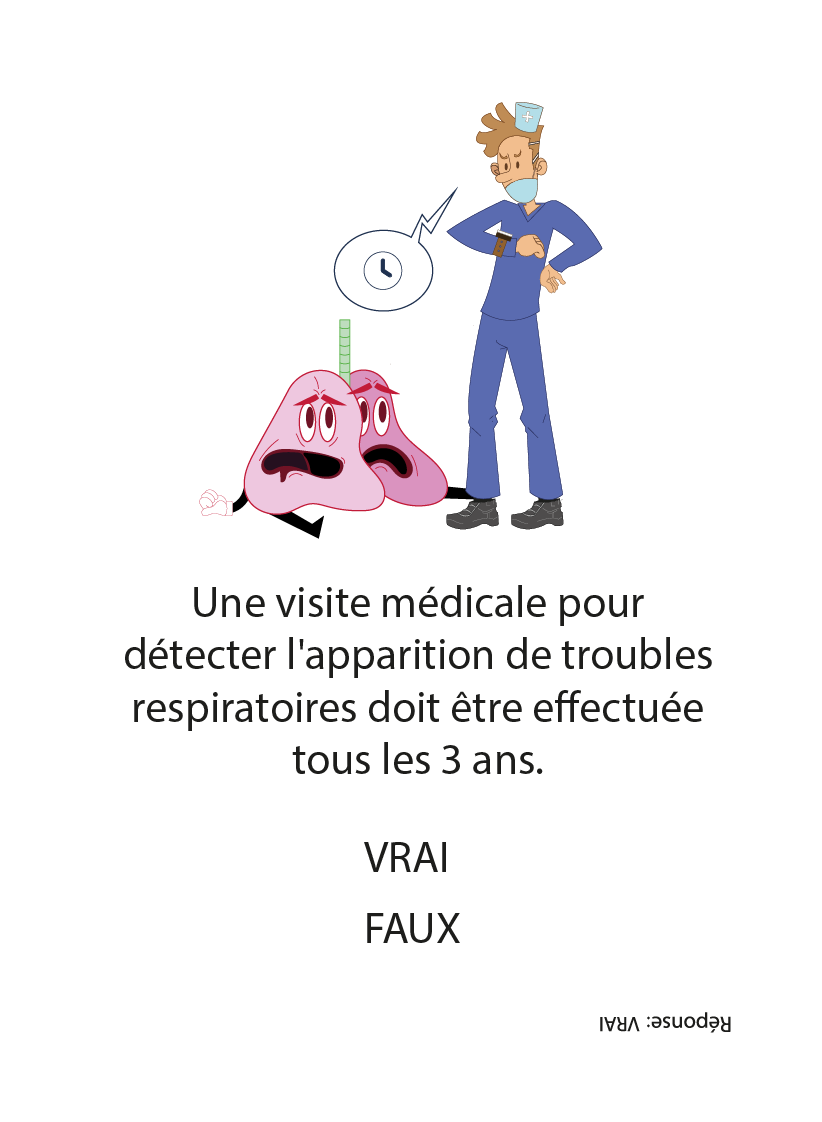 Une visite médicale pour
détecter l'apparition de troubles
respiratoires doit être effectuée
tous les 3 ans.
VRAI
FAUX
Réponse: VRAI